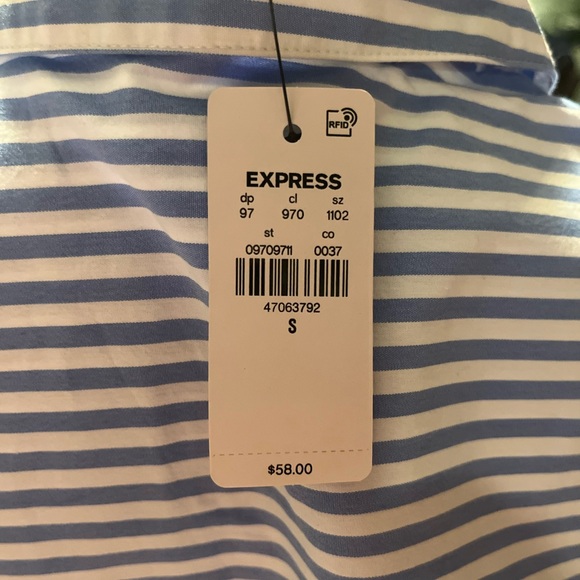 RFID
EXPRESS
dp cl sz
97 970 1102
st co
09709711 0037
47063792
S
$58.00